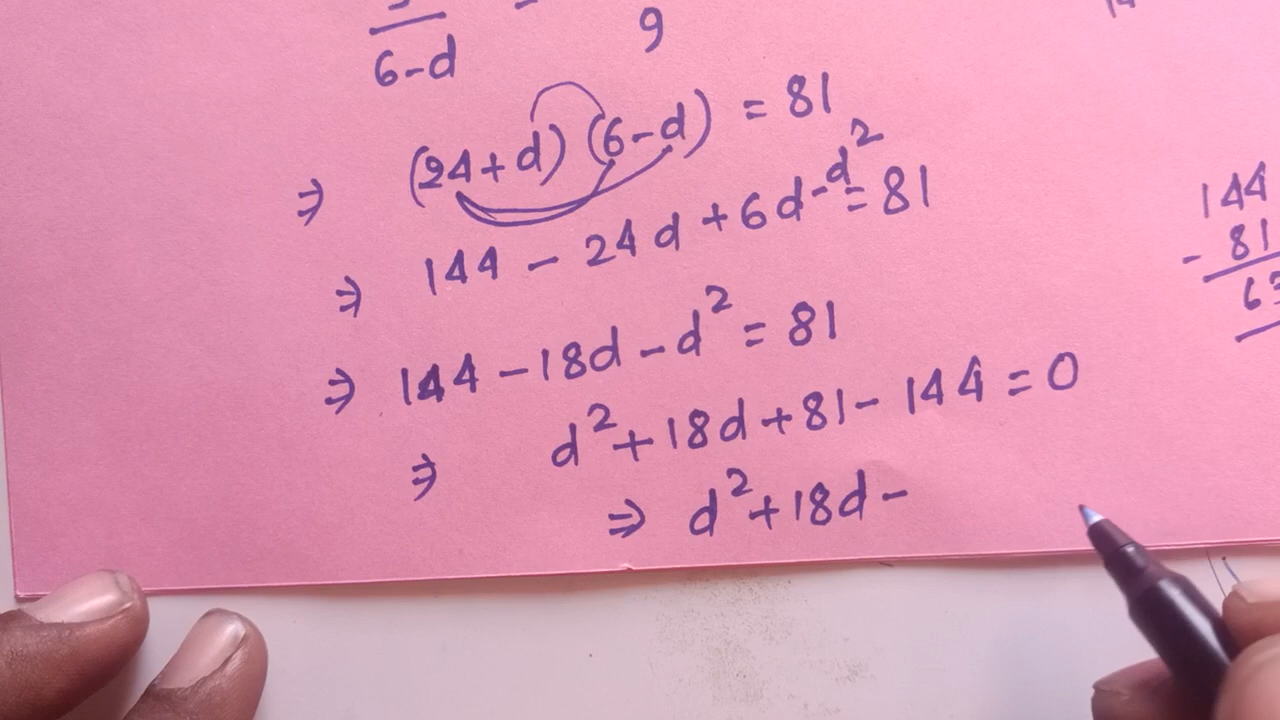 6-d
9
⇒ (24+d) (6-d) = 81
⇒ 144 - 24d + 6d - d² = 81
⇒ 144 - 18d - d² = 81
⇒ d² + 18d + 81 - 144 = 0
⇒ d² + 18d -
144
- 81
63